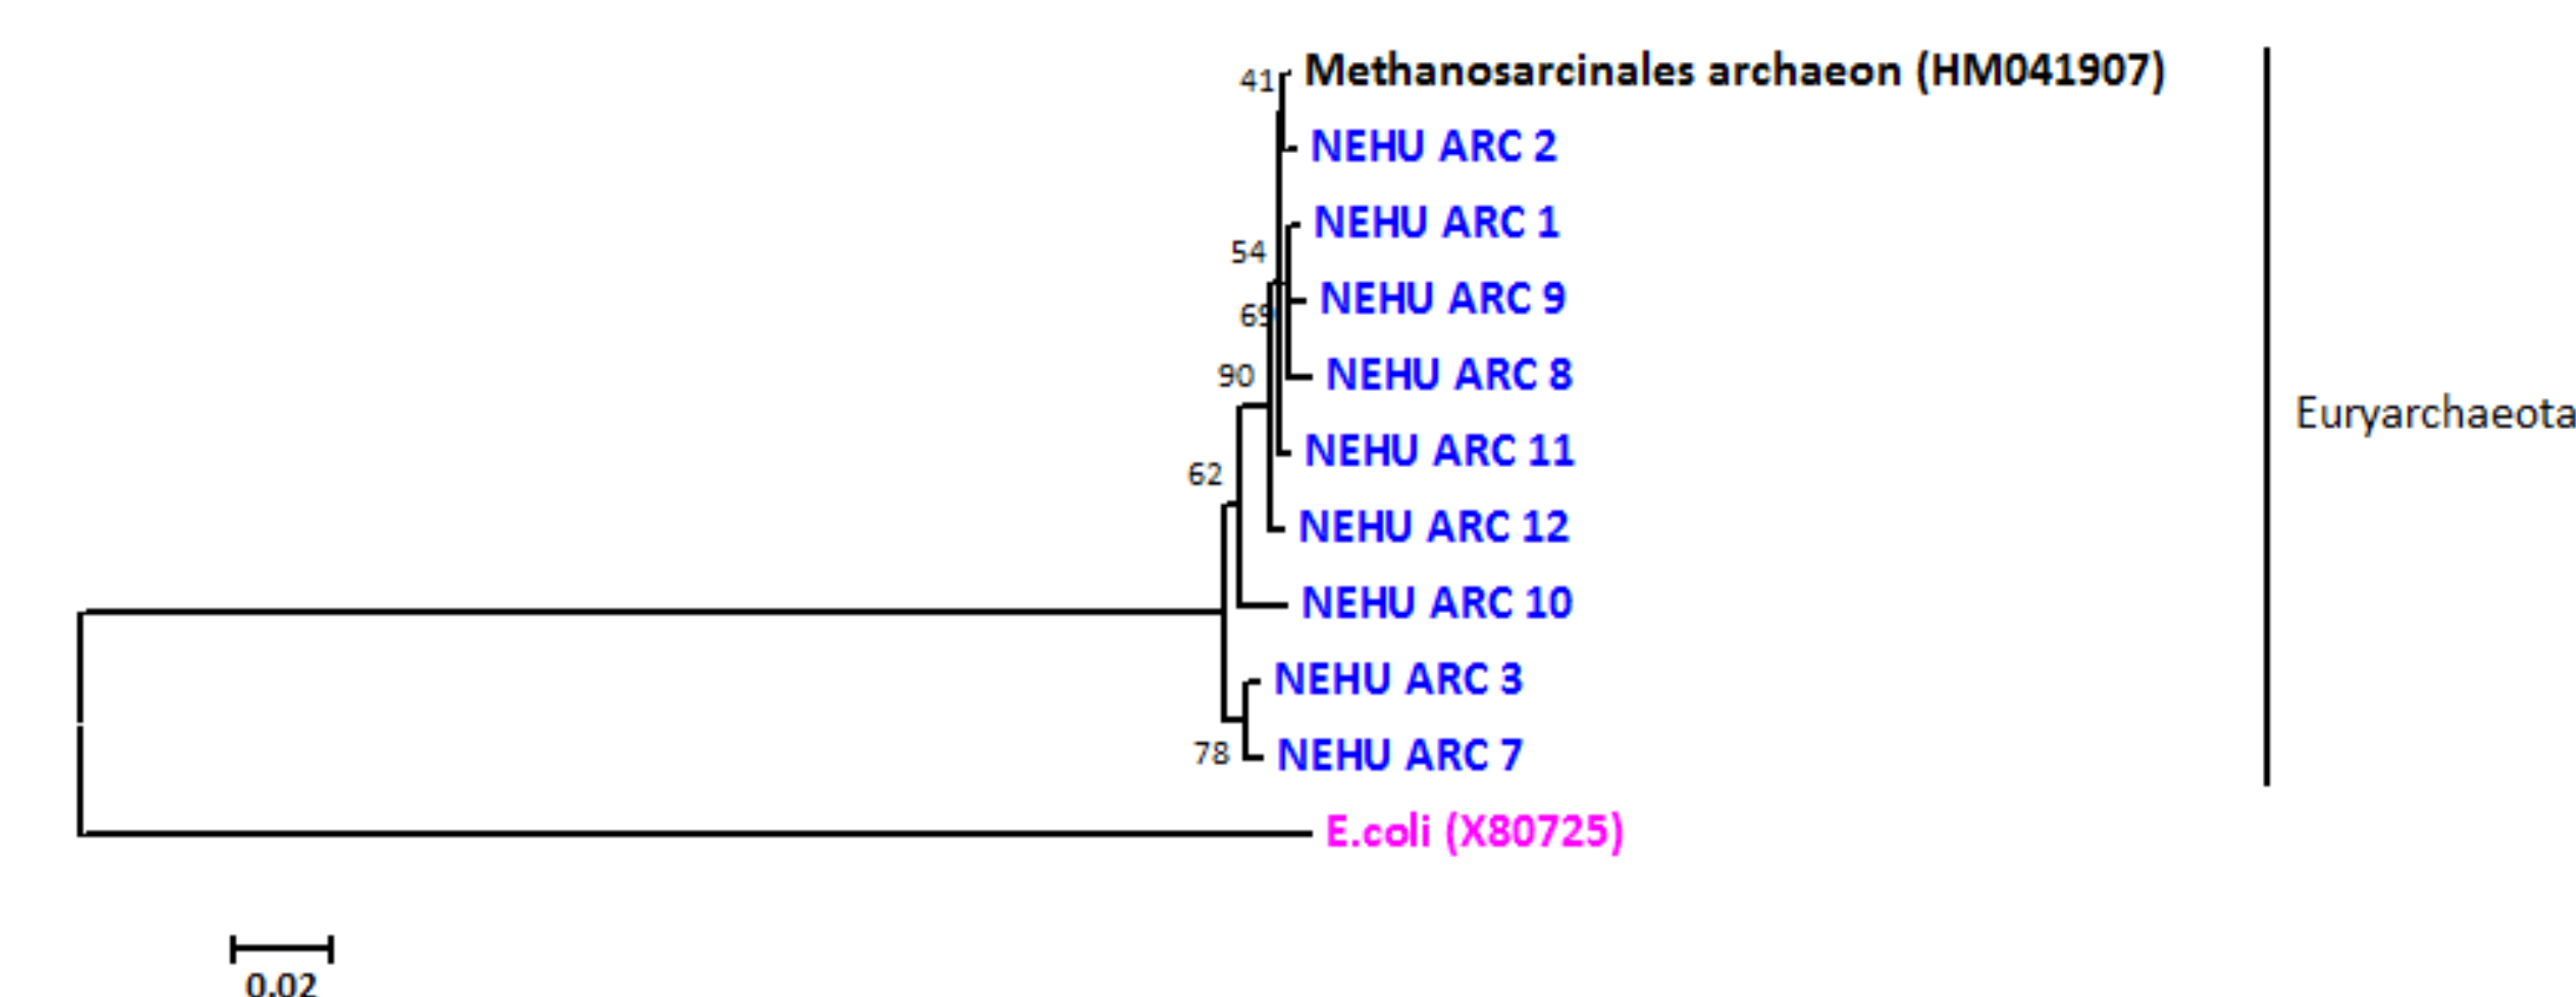 41
Methanosarcinales archaeon (HM041907)
NEHU ARC 2
NEHU ARC 1
54
NEHU ARC 9
69
90
NEHU ARC 8
Euryarchaeota
NEHU ARC 11
62
NEHU ARC 12
NEHU ARC 10
NEHU ARC 3
78
NEHU ARC 7
E.coli (X80725)
0.02